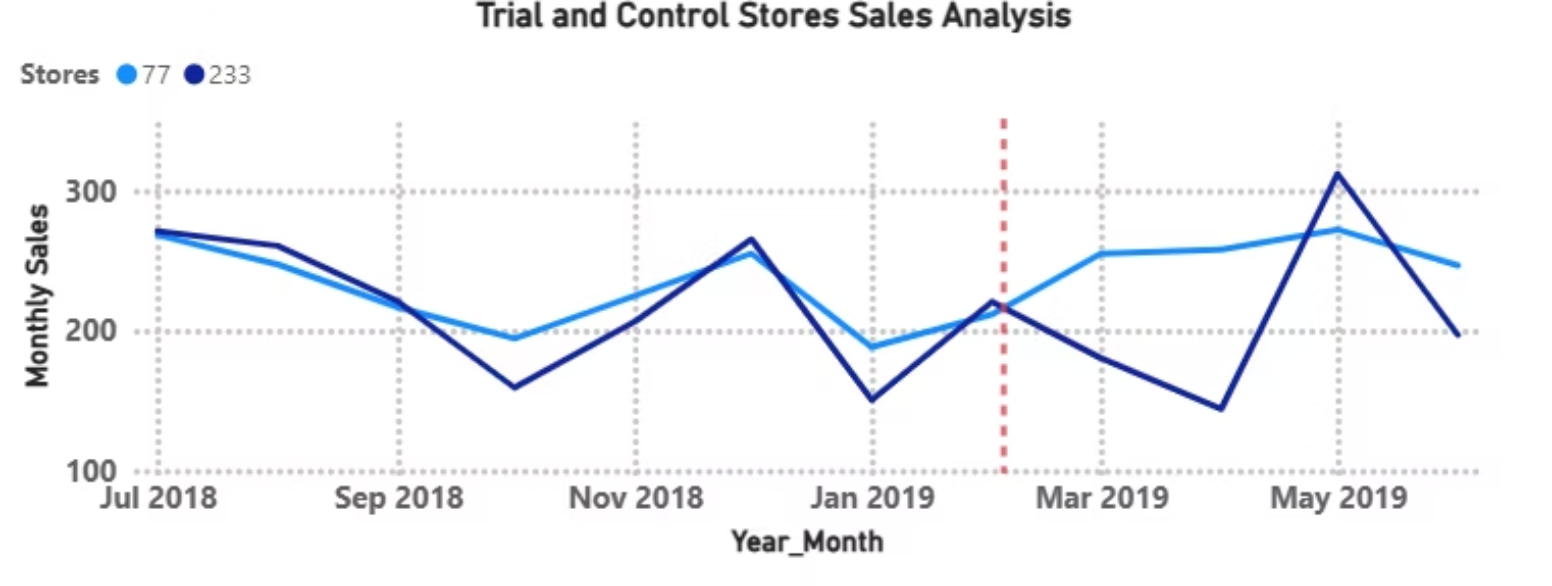 Trial and Control Stores Sales Analysis
Stores 77 233
300
200
100
Monthly Sales
Jul 2018 Sep 2018 Nov 2018 Jan 2019 Mar 2019 May 2019
Year_Month